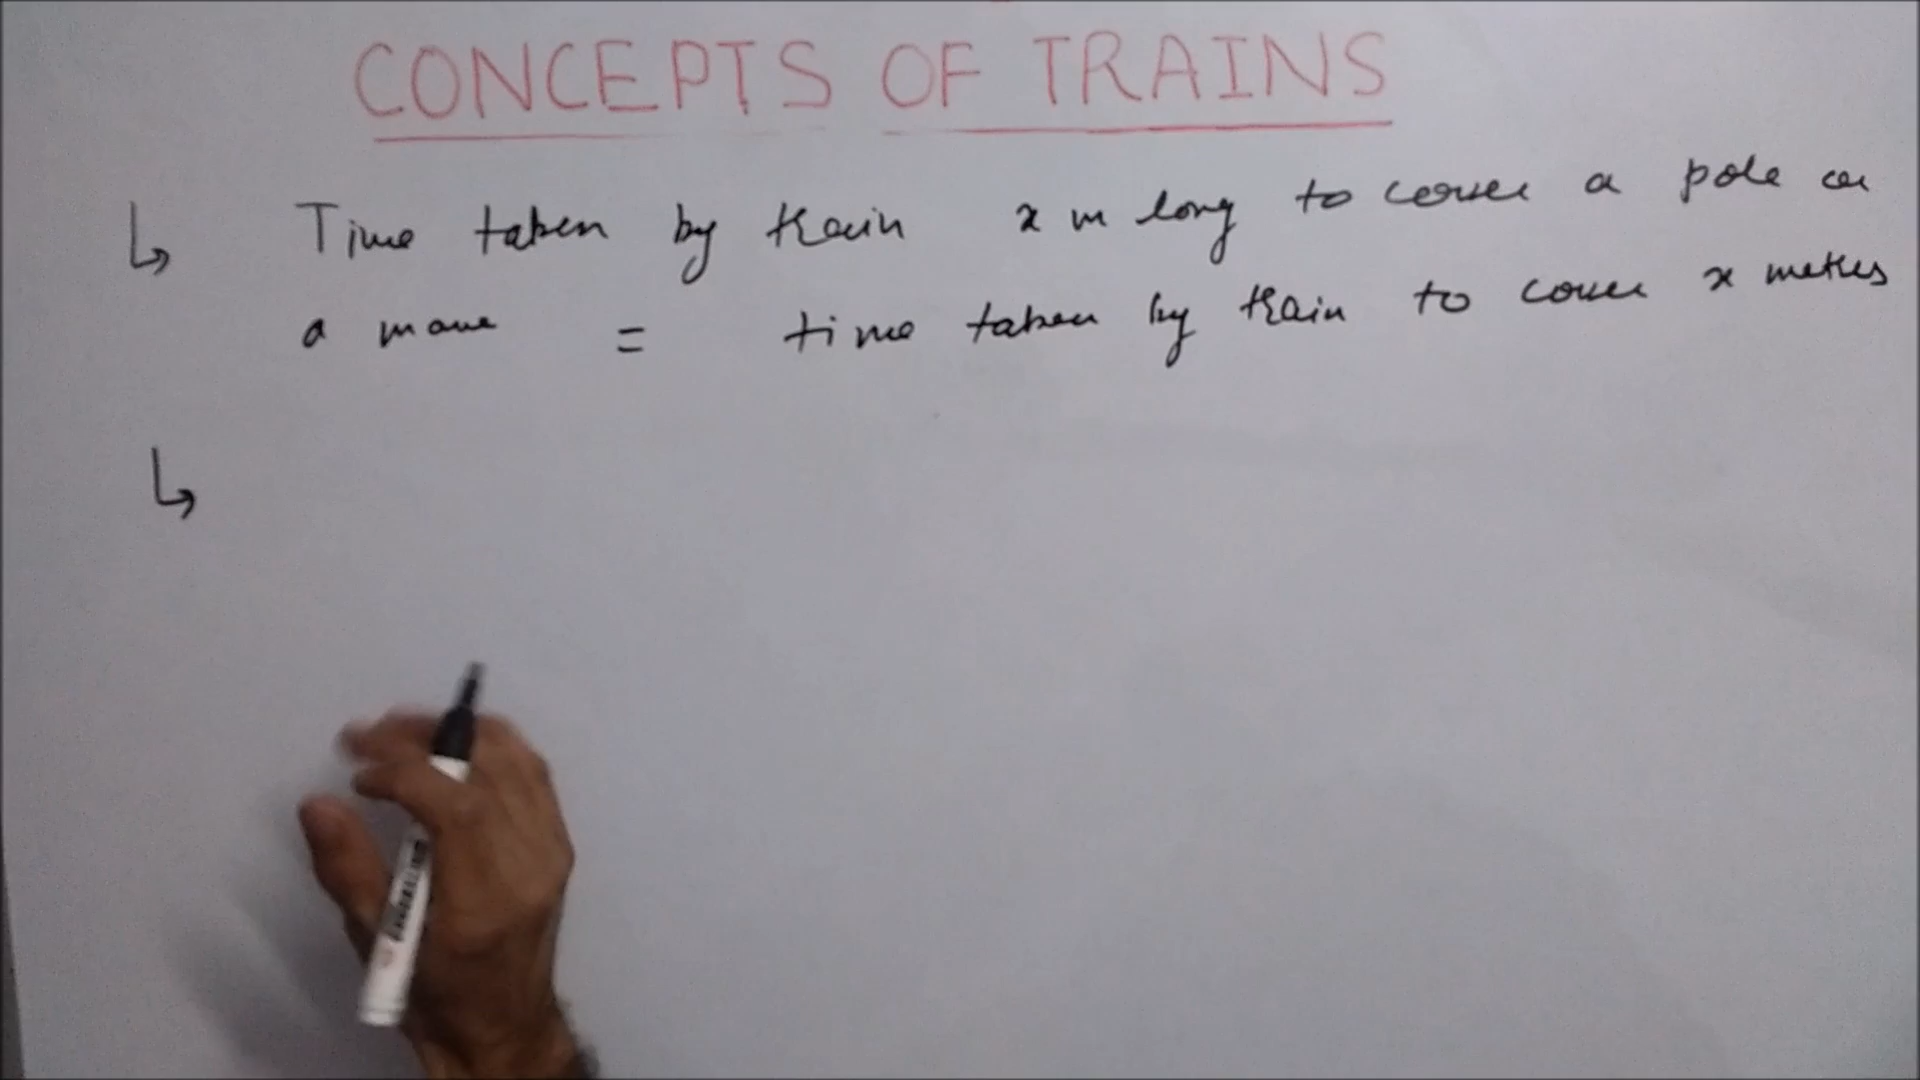 CONCEPTS OF TRAINS
Time taken by train x m long to cover a pole or
a man = time taken by train to cover x metres